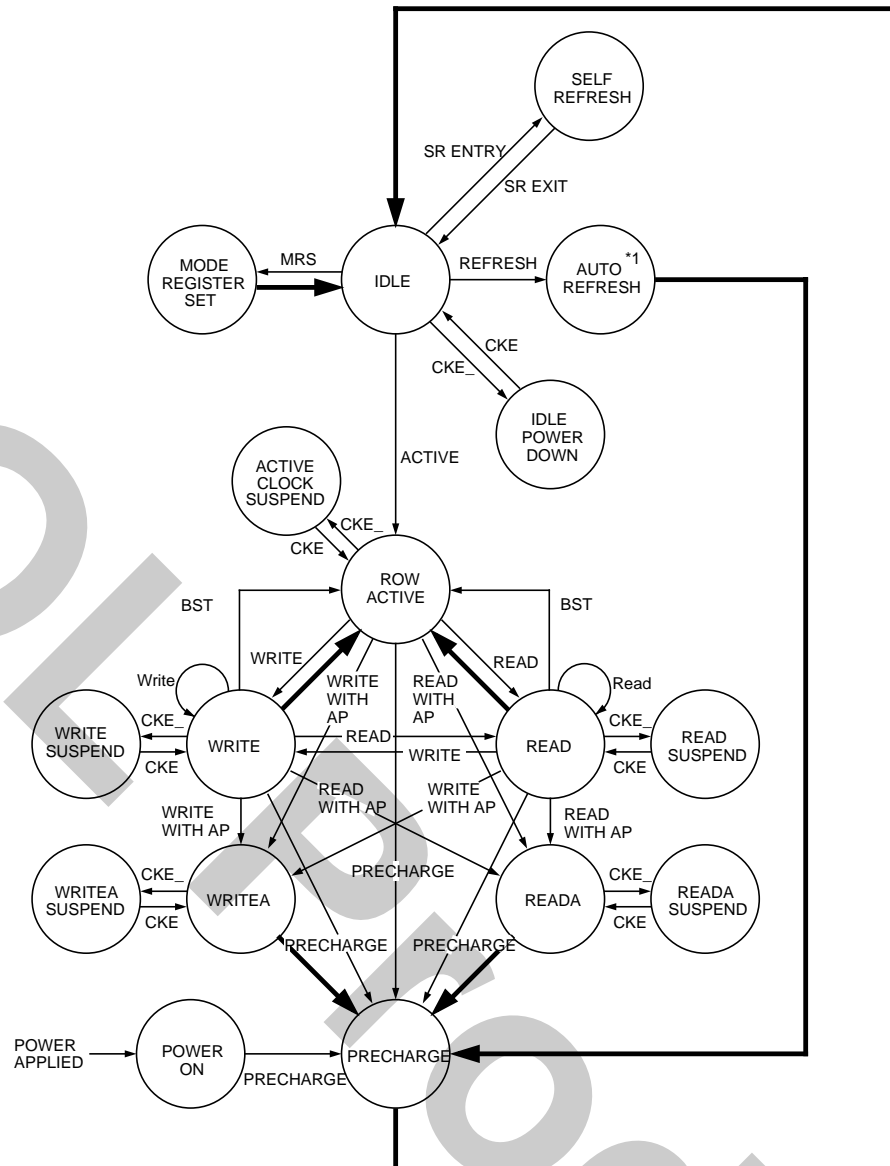 SELF
REFRESH
SR ENTRY
SR EXIT
MODE
REGISTER
SET
MRS
IDLE
REFRESH
AUTO *1
REFRESH
CKE
CKE_
IDLE
POWER
DOWN
ACTIVE
ACTIVE
CLOCK
SUSPEND
CKE_
CKE
ROW
ACTIVE
BST
BST
WRITE
READ
Write
WRITE
WITH
AP
READ
WITH
AP
Read
WRITE
SUSPEND
CKE_
CKE
WRITE
READ
WRITE
READ
CKE_
CKE
READ
SUSPEND
WRITE
WITH AP
READ
WITH AP
WRITE
WITH AP
READ
WITH AP
WRITEA
SUSPEND
CKE_
CKE
WRITEA
PRECHARGE
READA
CKE_
CKE
READA
SUSPEND
PRECHARGE
PRECHARGE
POWER
APPLIED
POWER
ON
PRECHARGE
PRECHARGE